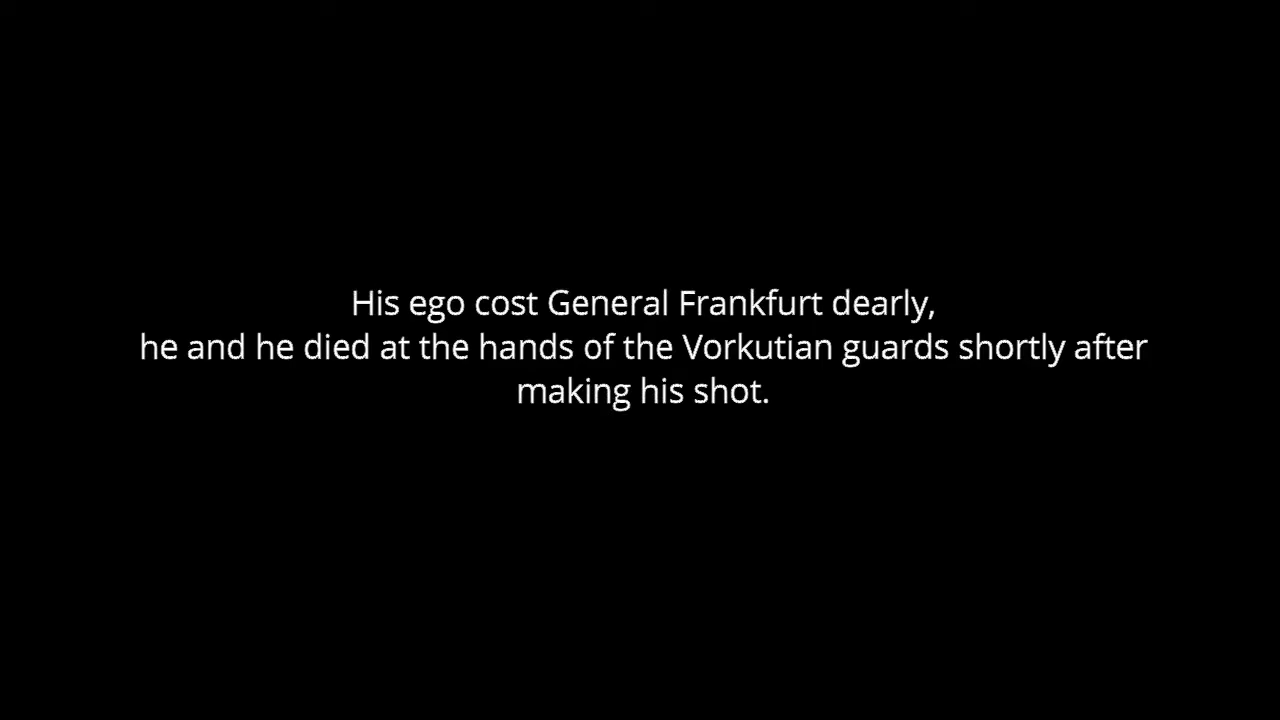 His ego cost General Frankfurt dearly,
he and he died at the hands of the Vorkutian guards shortly after
making his shot.